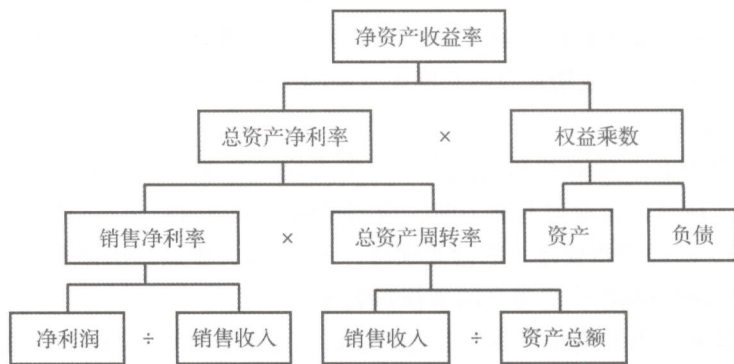 净资产收益率
总资产净利率 × 权益乘数
销售净利率 × 总资产周转率 资产 负债
净利润 ÷ 销售收入 销售收入 ÷ 资产总额